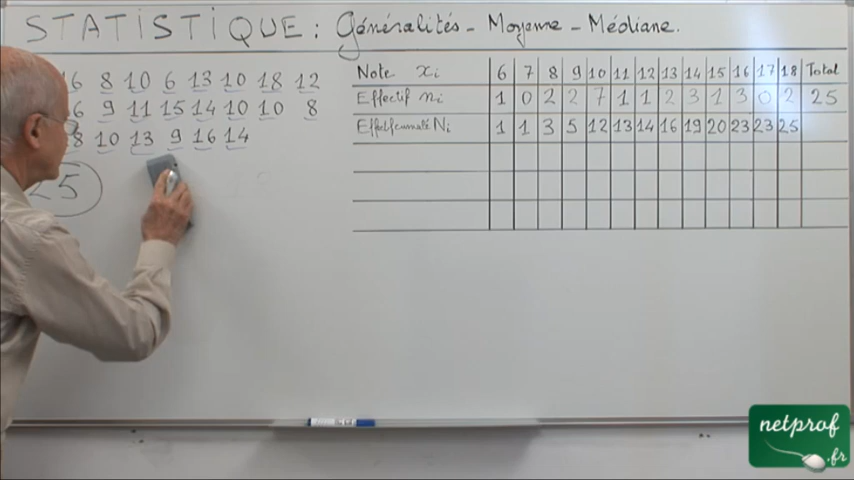 STATISTIQUE: Généralités - Moyenne - Médiane.
16 8 10 6 13 10 18 12
16 9 11 15 14 10 10 8
8 10 13 9 16 14
25
Note xi 6 7 8 9 10 11 12 13 14 15 16 17 18 Total
Effectif ni 1 0 2 2 7 1 1 2 3 1 3 0 2 25
Effectif cumulé Ni 1 1 3 5 12 13 14 16 19 20 23 23 25
netprof
.fr